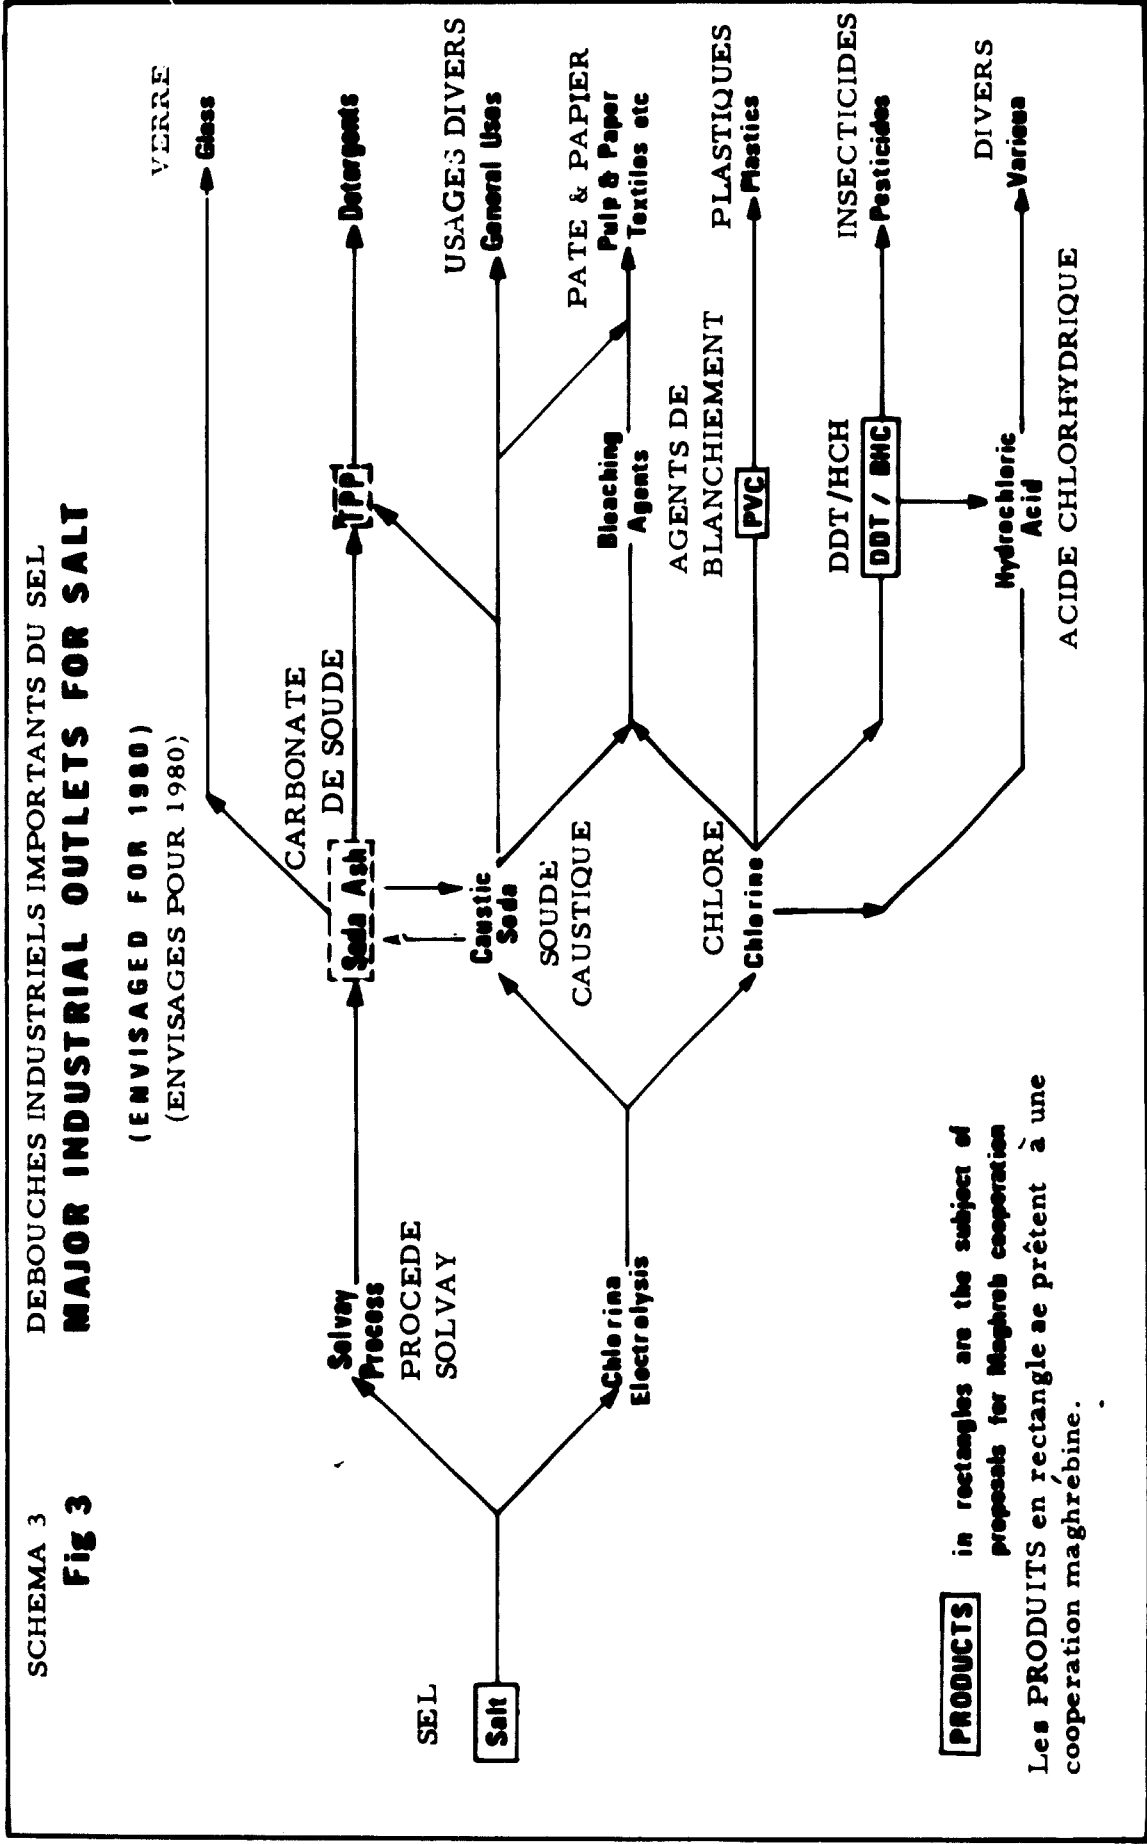 SCHEMA 3
DEBOUCHES INDUSTRIELS IMPORTANTS DU SEL
Fig 3
MAJOR INDUSTRIAL OUTLETS FOR SALT
(ENVISAGED FOR 1980)
(ENVISAGES POUR 1980)
VERRE
Glass
CARBONATE
DE SOUDE
Soda Ash
TPP
Detergents
Solvay
Process
PROCEDE
SOLVAY
USAGES DIVERS
General Uses
Caustic
Soda
SOUDE
CAUSTIQUE
SEL
Salt
PATE & PAPIER
Pulp & Paper
Textiles etc
Bleaching
Agents
AGENTS DE
BLANCHIEMENT
Chlorine
Electrolysis
CHLORE
Chlorine
PVC
PLASTIQUES
Plastics
DDT/HCH
DDT / BHC
INSECTICIDES
Pesticides
Hydrochloric
Acid
ACIDE CHLORHYDRIQUE
DIVERS
Various
PRODUCTS in rectangles are the subject of
proposals for Maghreb cooperation
Les PRODUITS en rectangle se prêtent à une
cooperation maghrébine.